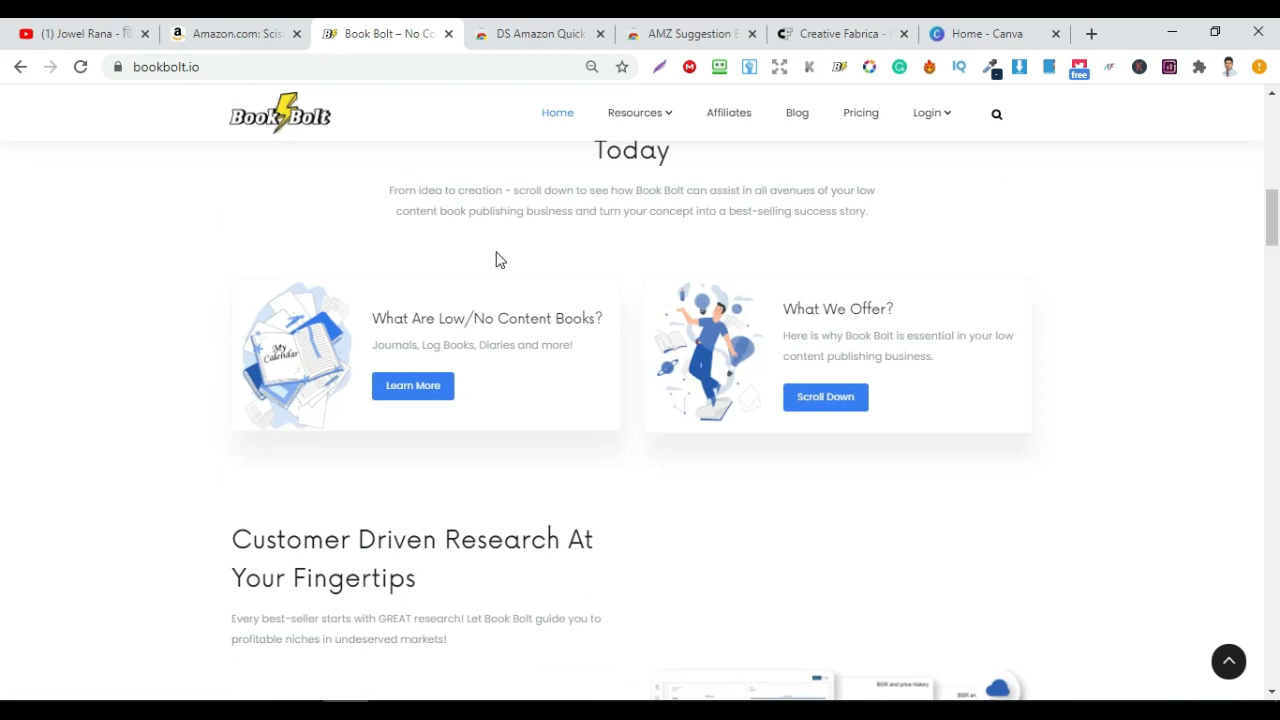 (1) Jowel Rana -
Amazon.com: Scis
Book Bolt – No Co
DS Amazon Quick
AMZ Suggestion E
Creative Fabrica -
Home - Canva
bookbolt.io
free
Book Bolt
Home
Resources
Affiliates
Blog
Pricing
Login
Today
From idea to creation - scroll down to see how Book Bolt can assist in all avenues of your low
content book publishing business and turn your concept into a best-selling success story.
My
Calendar
What Are Low/No Content Books?
Journals, Log Books, Diaries and more!
Learn More
What We Offer?
Here is why Book Bolt is essential in your low
content publishing business.
Scroll Down
Customer Driven Research At
Your Fingertips
Every best-seller starts with GREAT research! Let Book Bolt guide you to
profitable niches in undeserved markets!
BSR and price history